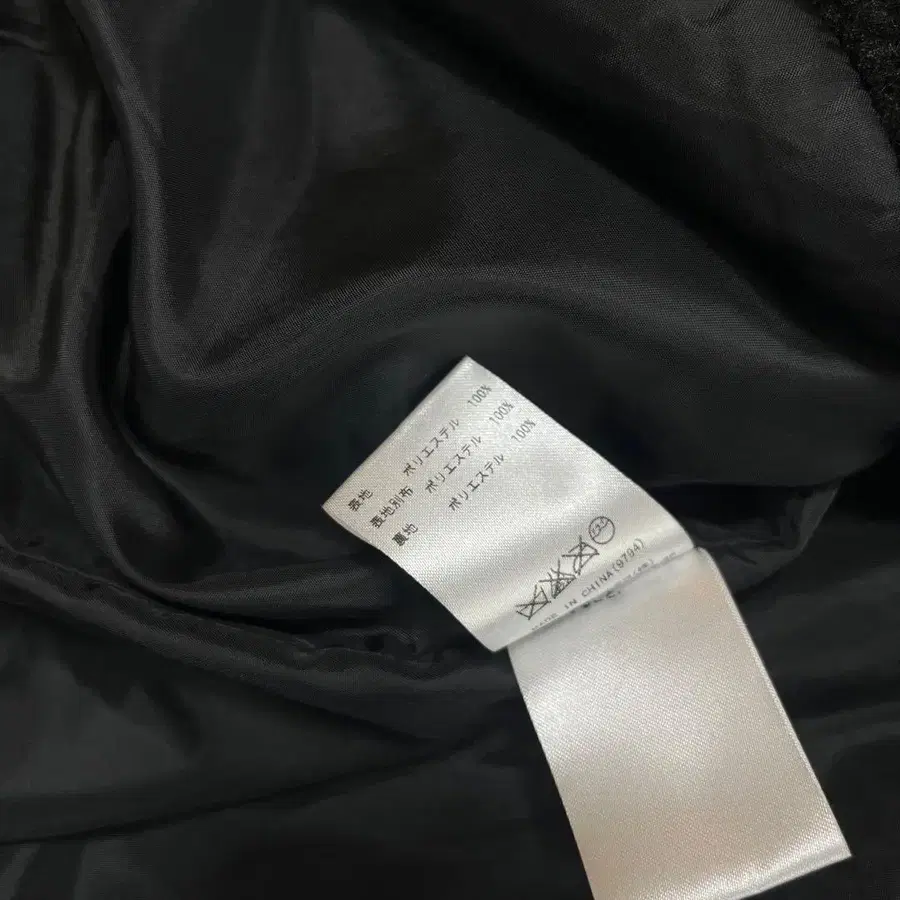 表地 ポリエステル 100%
表地別布 ポリエステル 100%
裏地 ポリエステル 100%
MADE IN CHINA(9794)